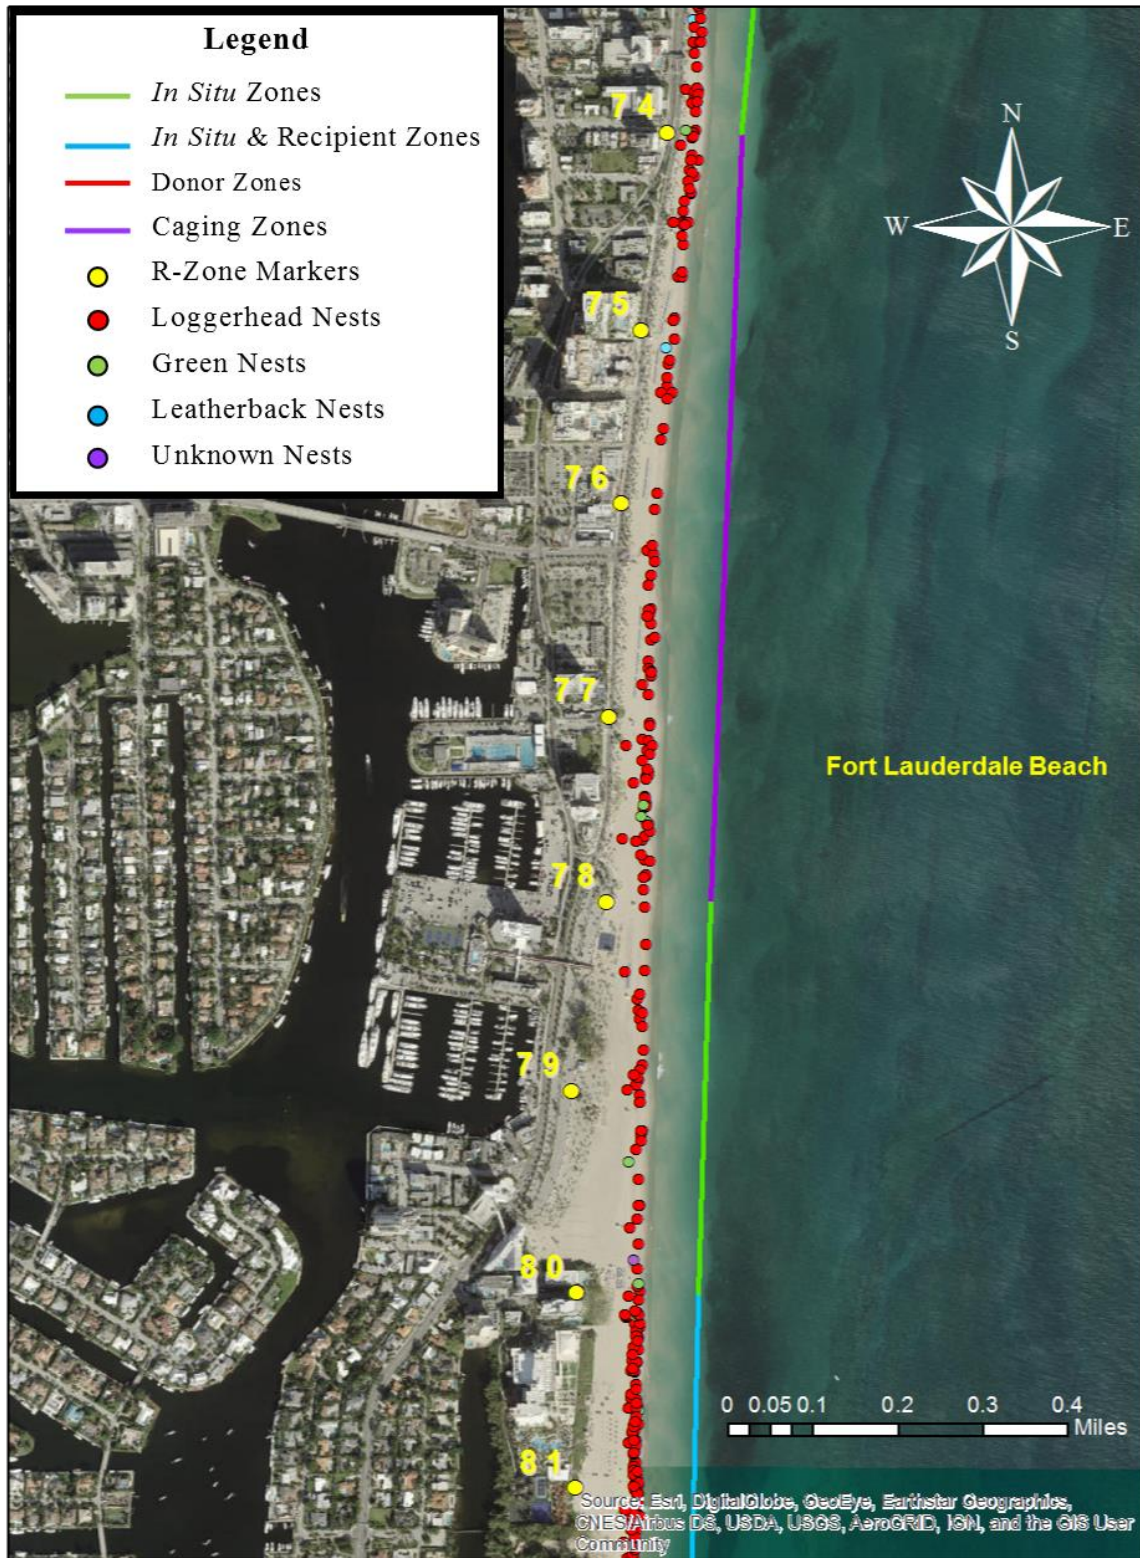 Legend
In Situ Zones
In Situ & Recipient Zones
Donor Zones
Caging Zones
R-Zone Markers
Loggerhead Nests
Green Nests
Leatherback Nests
Unknown Nests
74
N
W
E
S
75
76
77
Fort Lauderdale Beach
78
79
80
0 0.05 0.1 0.2 0.3 0.4
Miles
81
Source: Esri, DigitalGlobe, GeoEye, Earthstar Geographics,
CNES/Airbus DS, USDA, USGS, AeroGRID, IGN, and the GIS User
Community